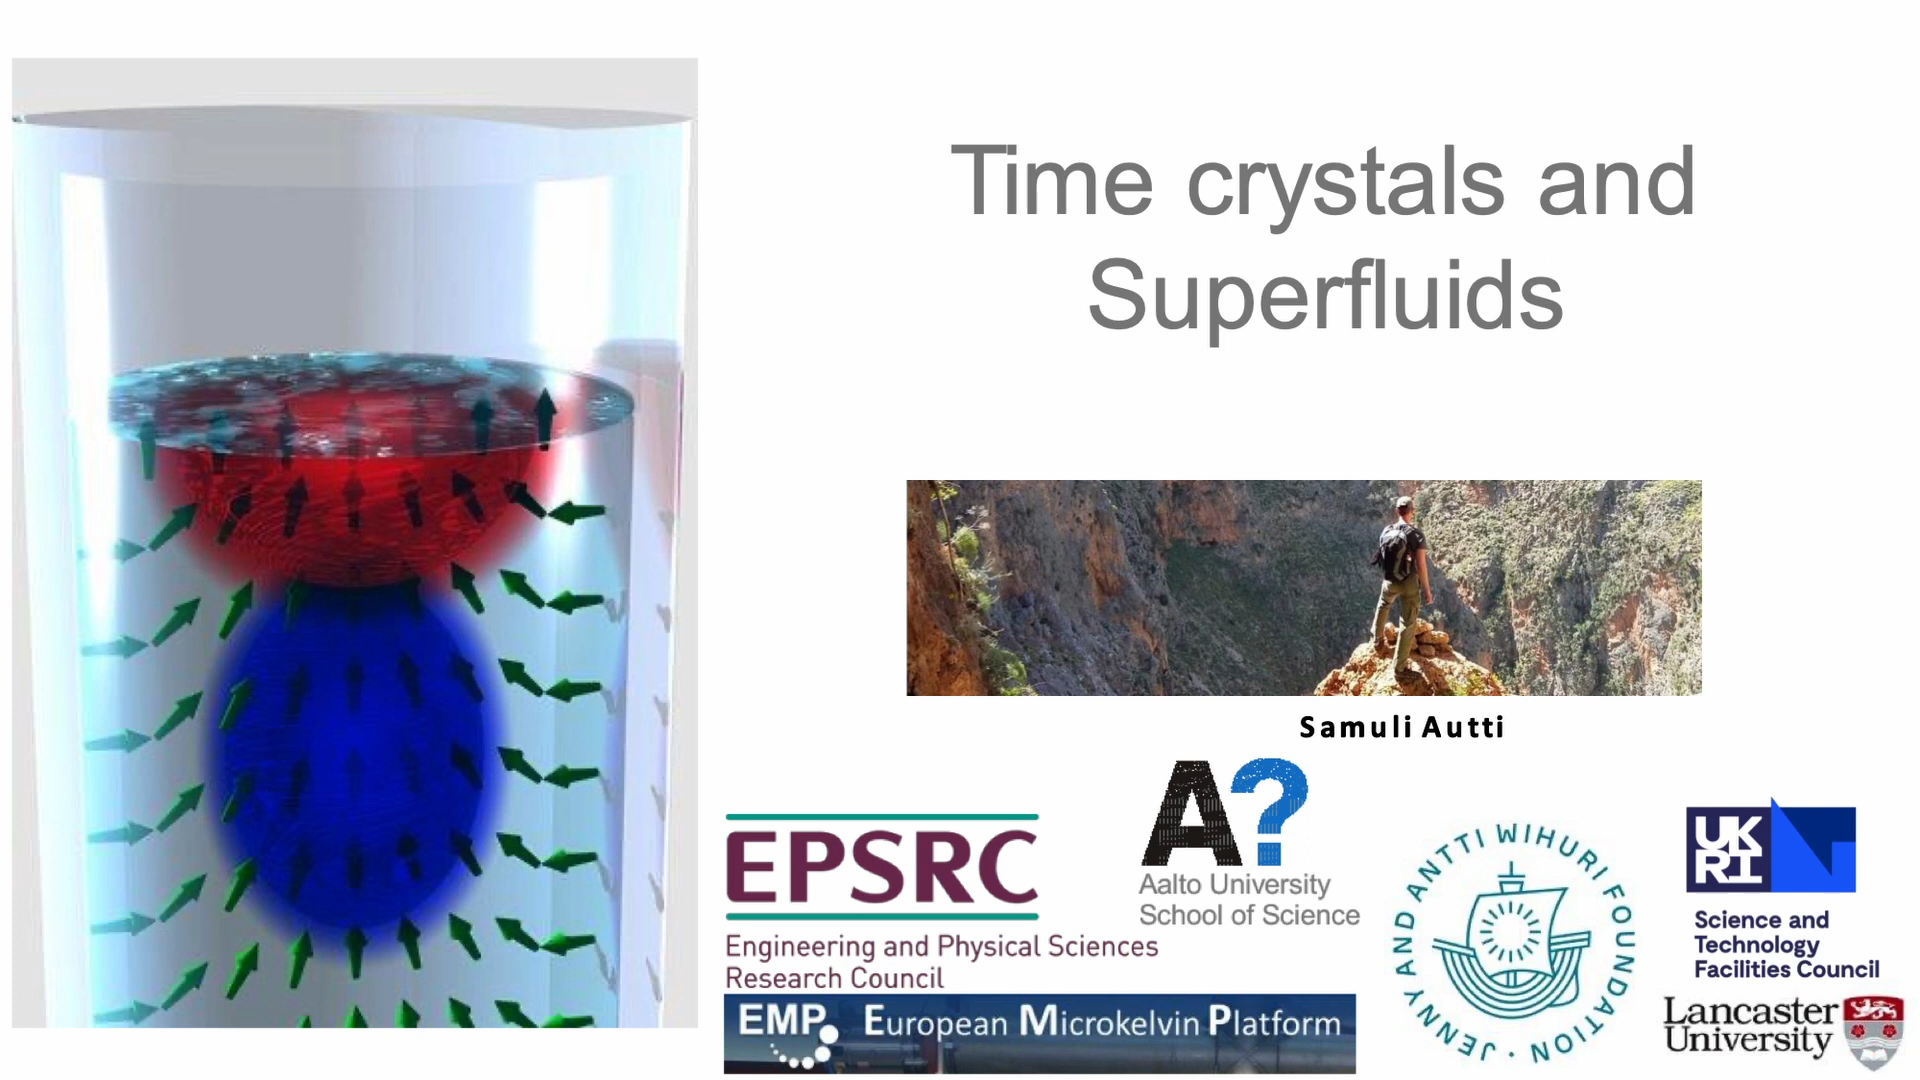 Time crystals and
Superfluids
Samuli Autti
EPSRC
Engineering and Physical Sciences
Research Council
A?
Aalto University
School of Science
EMP
European Microkelvin Platform
JENNY AND ANTTI WIHURI FOUNDATION ·
UK
RI
Science and
Technology
Facilities Council
Lancaster
University